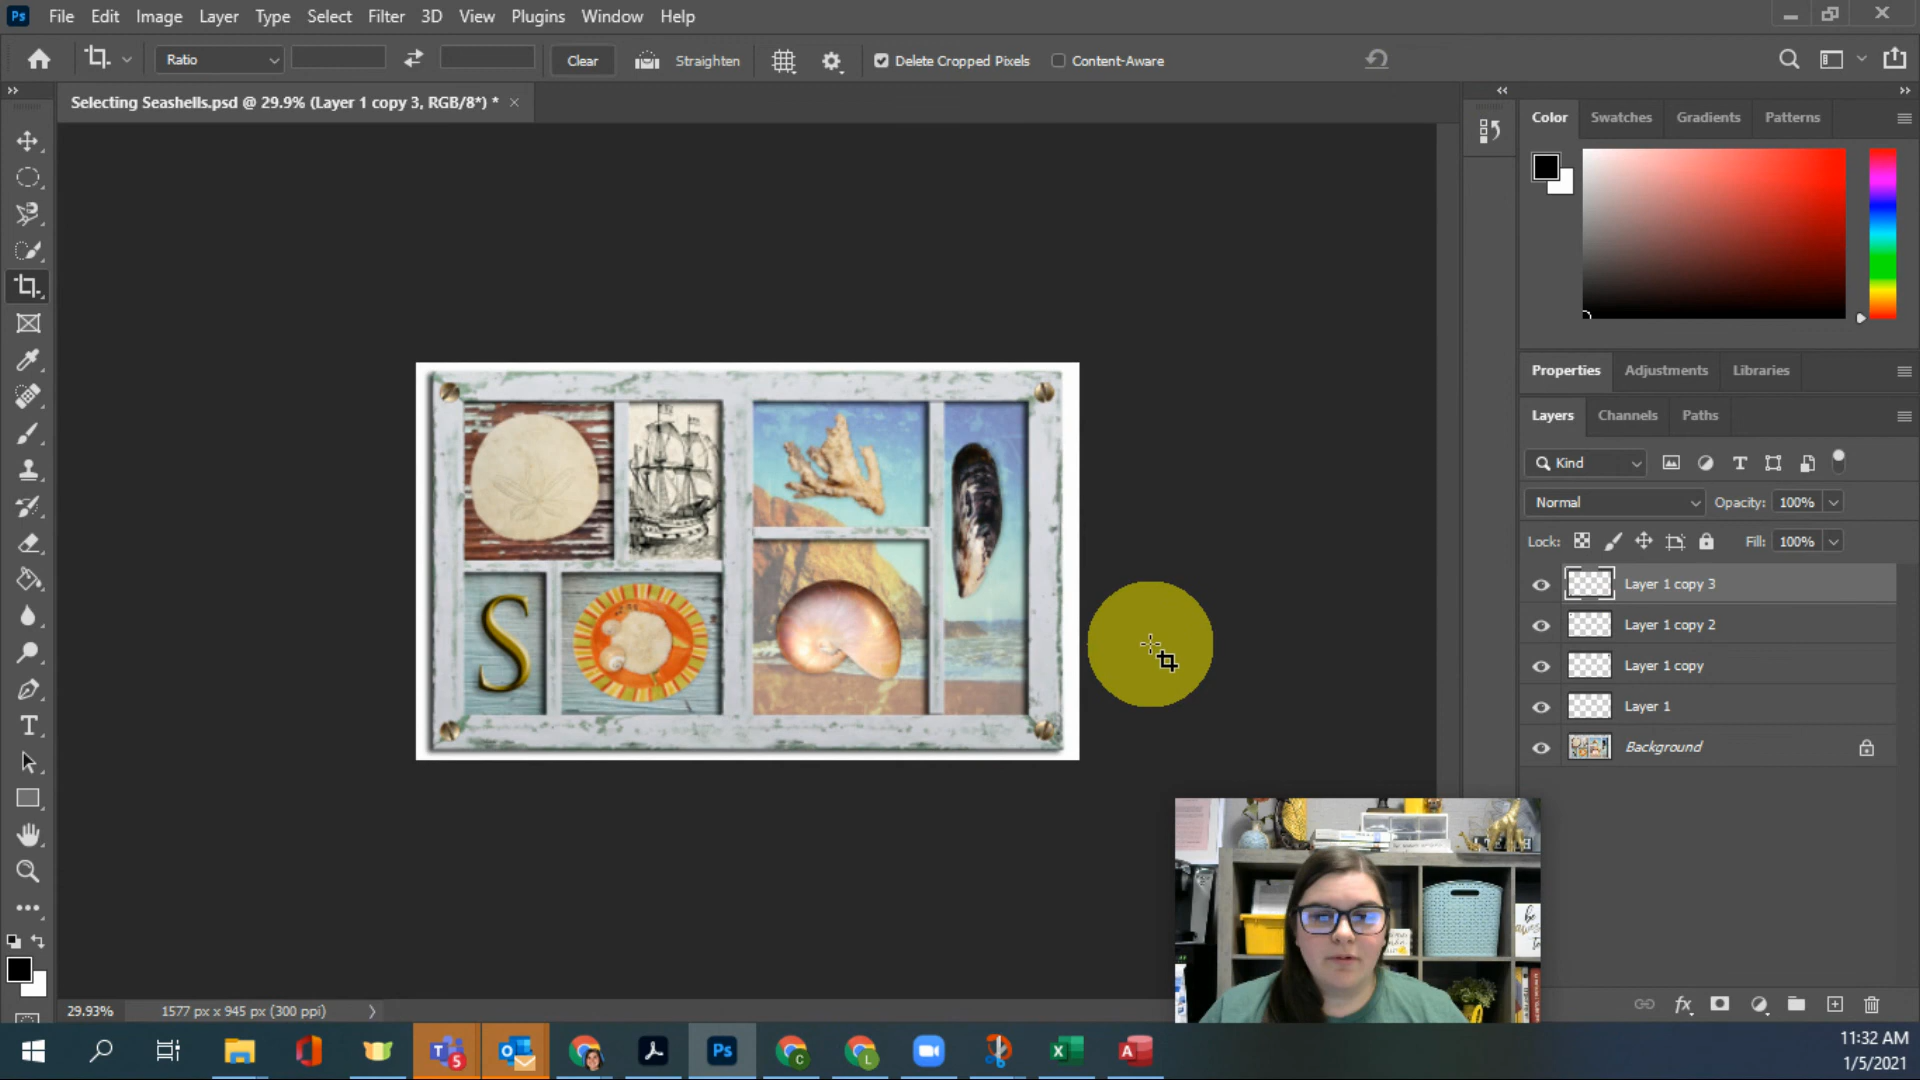 Ps File Edit Image Layer Type Select Filter 3D View Plugins Window Help
Ratio Clear Straighten Delete Cropped Pixels Content-Aware
Selecting Seashells.psd @ 29.9% (Layer 1 copy 3, RGB/8*) * ×
Color Swatches Gradients Patterns
Properties Adjustments Libraries
Layers Channels Paths
Kind
Normal Opacity: 100%
Lock: Fill: 100%
Layer 1 copy 3
Layer 1 copy 2
Layer 1 copy
Layer 1
Background
S
T
fx
29.93% 1577 px x 945 px (300 ppi)
T 5 Ps C L X A
11:32 AM
1/5/2021